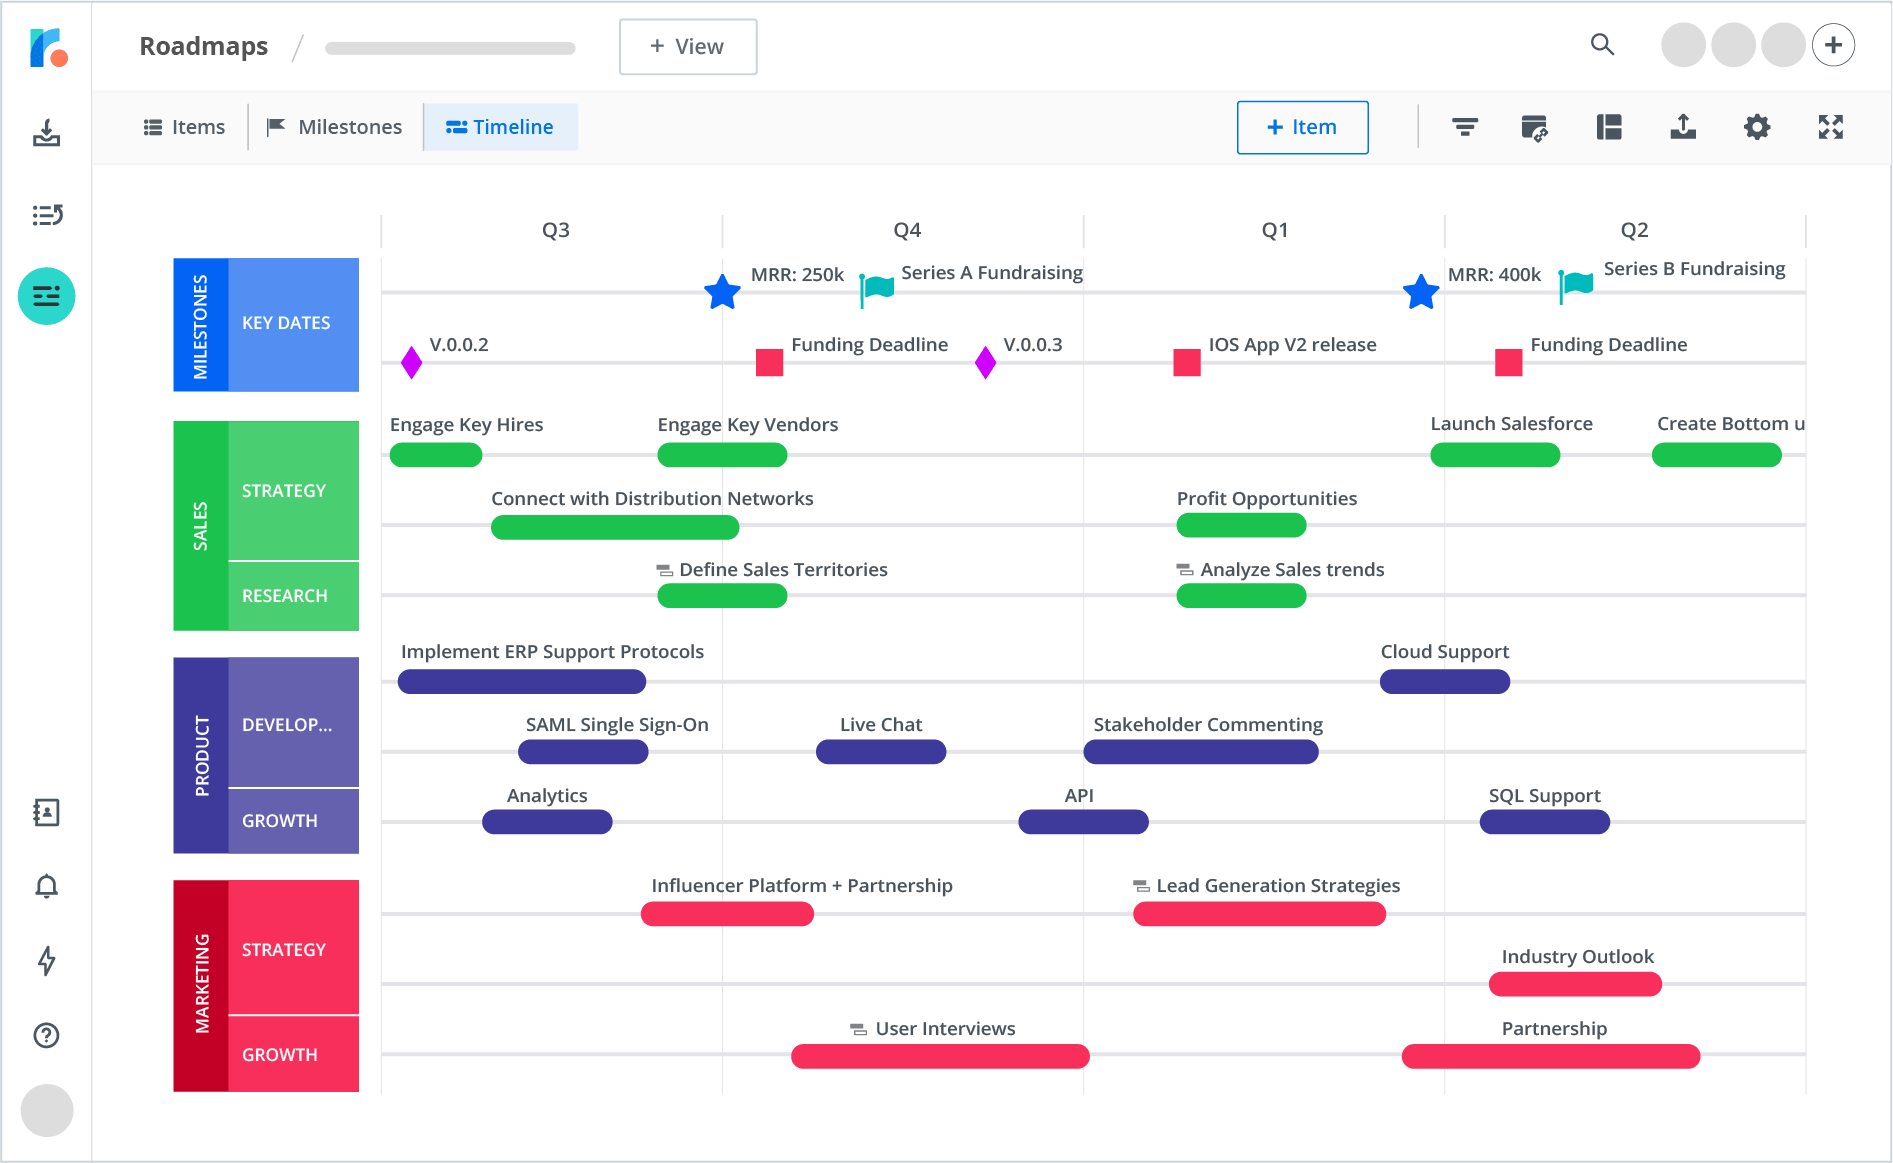 Roadmaps /
+ View
Items
Milestones
Timeline
+ Item
Q3 Q4 Q1 Q2
MILESTONES
KEY DATES
MRR: 250k Series A Fundraising MRR: 400k Series B Fundraising
V.0.0.2 Funding Deadline V.0.0.3 IOS App V2 release Funding Deadline
SALES
STRATEGY
Engage Key Hires Engage Key Vendors Launch Salesforce Create Bottom u
Connect with Distribution Networks Profit Opportunities
RESEARCH
Define Sales Territories Analyze Sales trends
PRODUCT
DEVELOP...
Implement ERP Support Protocols Cloud Support
SAML Single Sign-On Live Chat Stakeholder Commenting
GROWTH
Analytics API SQL Support
MARKETING
STRATEGY
Influencer Platform + Partnership Lead Generation Strategies
Industry Outlook
GROWTH
User Interviews Partnership